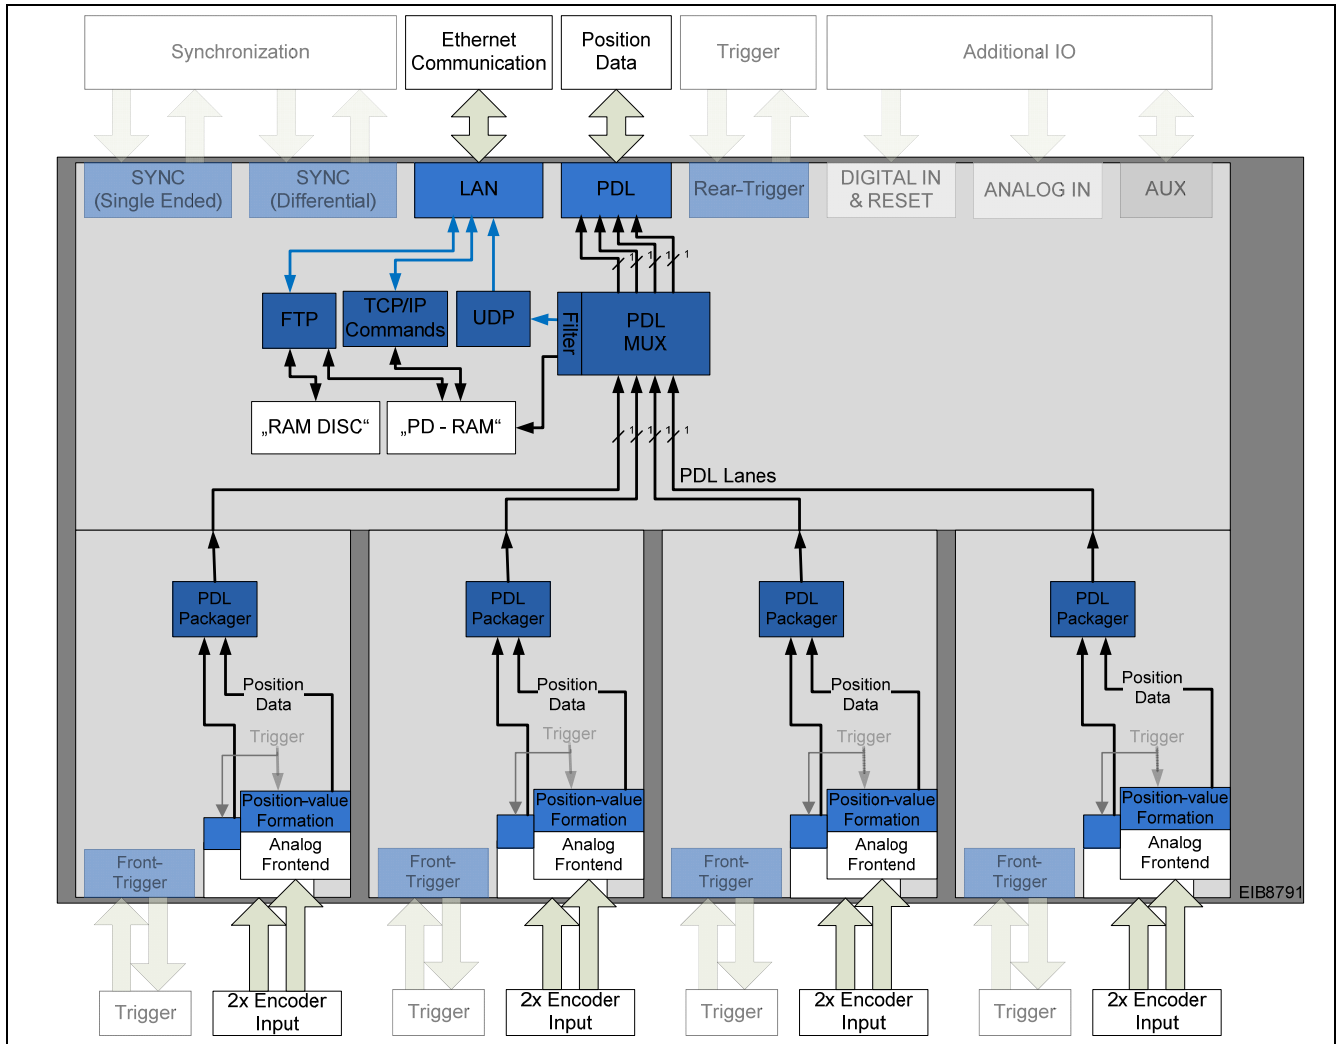 Synchronization
Ethernet
Communication
Position
Data
Trigger
Additional IO
SYNC
(Single Ended)
SYNC
(Differential)
LAN
PDL
Rear-Trigger
DIGITAL IN
& RESET
ANALOG IN
AUX
1 1 1 1
FTP
TCP/IP
Commands
UDP
Filter
PDL
MUX
„RAM DISC“
„PD - RAM“
1 1 1 1
PDL Lanes
PDL
Packager
PDL
Packager
PDL
Packager
PDL
Packager
Position
Data
Position
Data
Position
Data
Position
Data
Trigger
Trigger
Trigger
Trigger
Position-value
Formation
Position-value
Formation
Position-value
Formation
Position-value
Formation
Analog
Frontend
Analog
Frontend
Analog
Frontend
Analog
Frontend
Front-
Trigger
Front-
Trigger
Front-
Trigger
Front-
Trigger
EIB8791
Trigger
2x Encoder
Input
Trigger
2x Encoder
Input
Trigger
2x Encoder
Input
Trigger
2x Encoder
Input